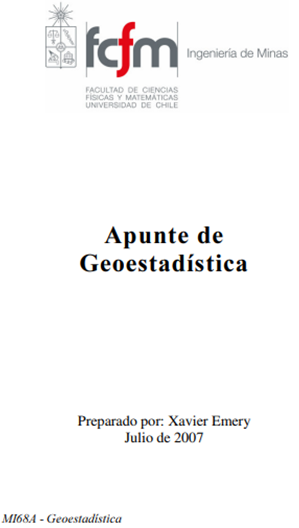 fcfm
Ingeniería de Minas
FACULTAD DE CIENCIAS
FÍSICAS Y MATEMÁTICAS
UNIVERSIDAD DE CHILE
Apunte de
Geoestadística
Preparado por: Xavier Emery
Julio de 2007
MI68A - Geoestadística